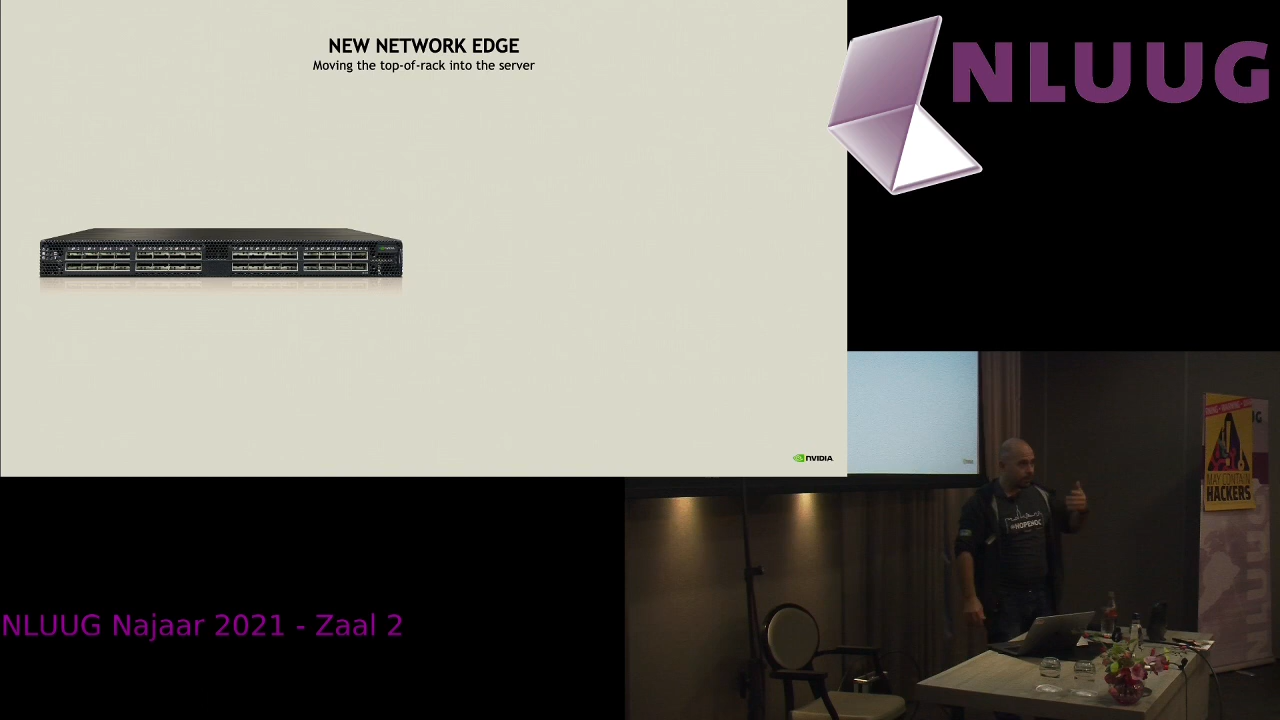 NEW NETWORK EDGE
Moving the top-of-rack into the server
NVIDIA.
NLUUG
NLUUG Najaar 2021 - Zaal 2
#NOPENOC
MAY CONTAIN
HACKERS